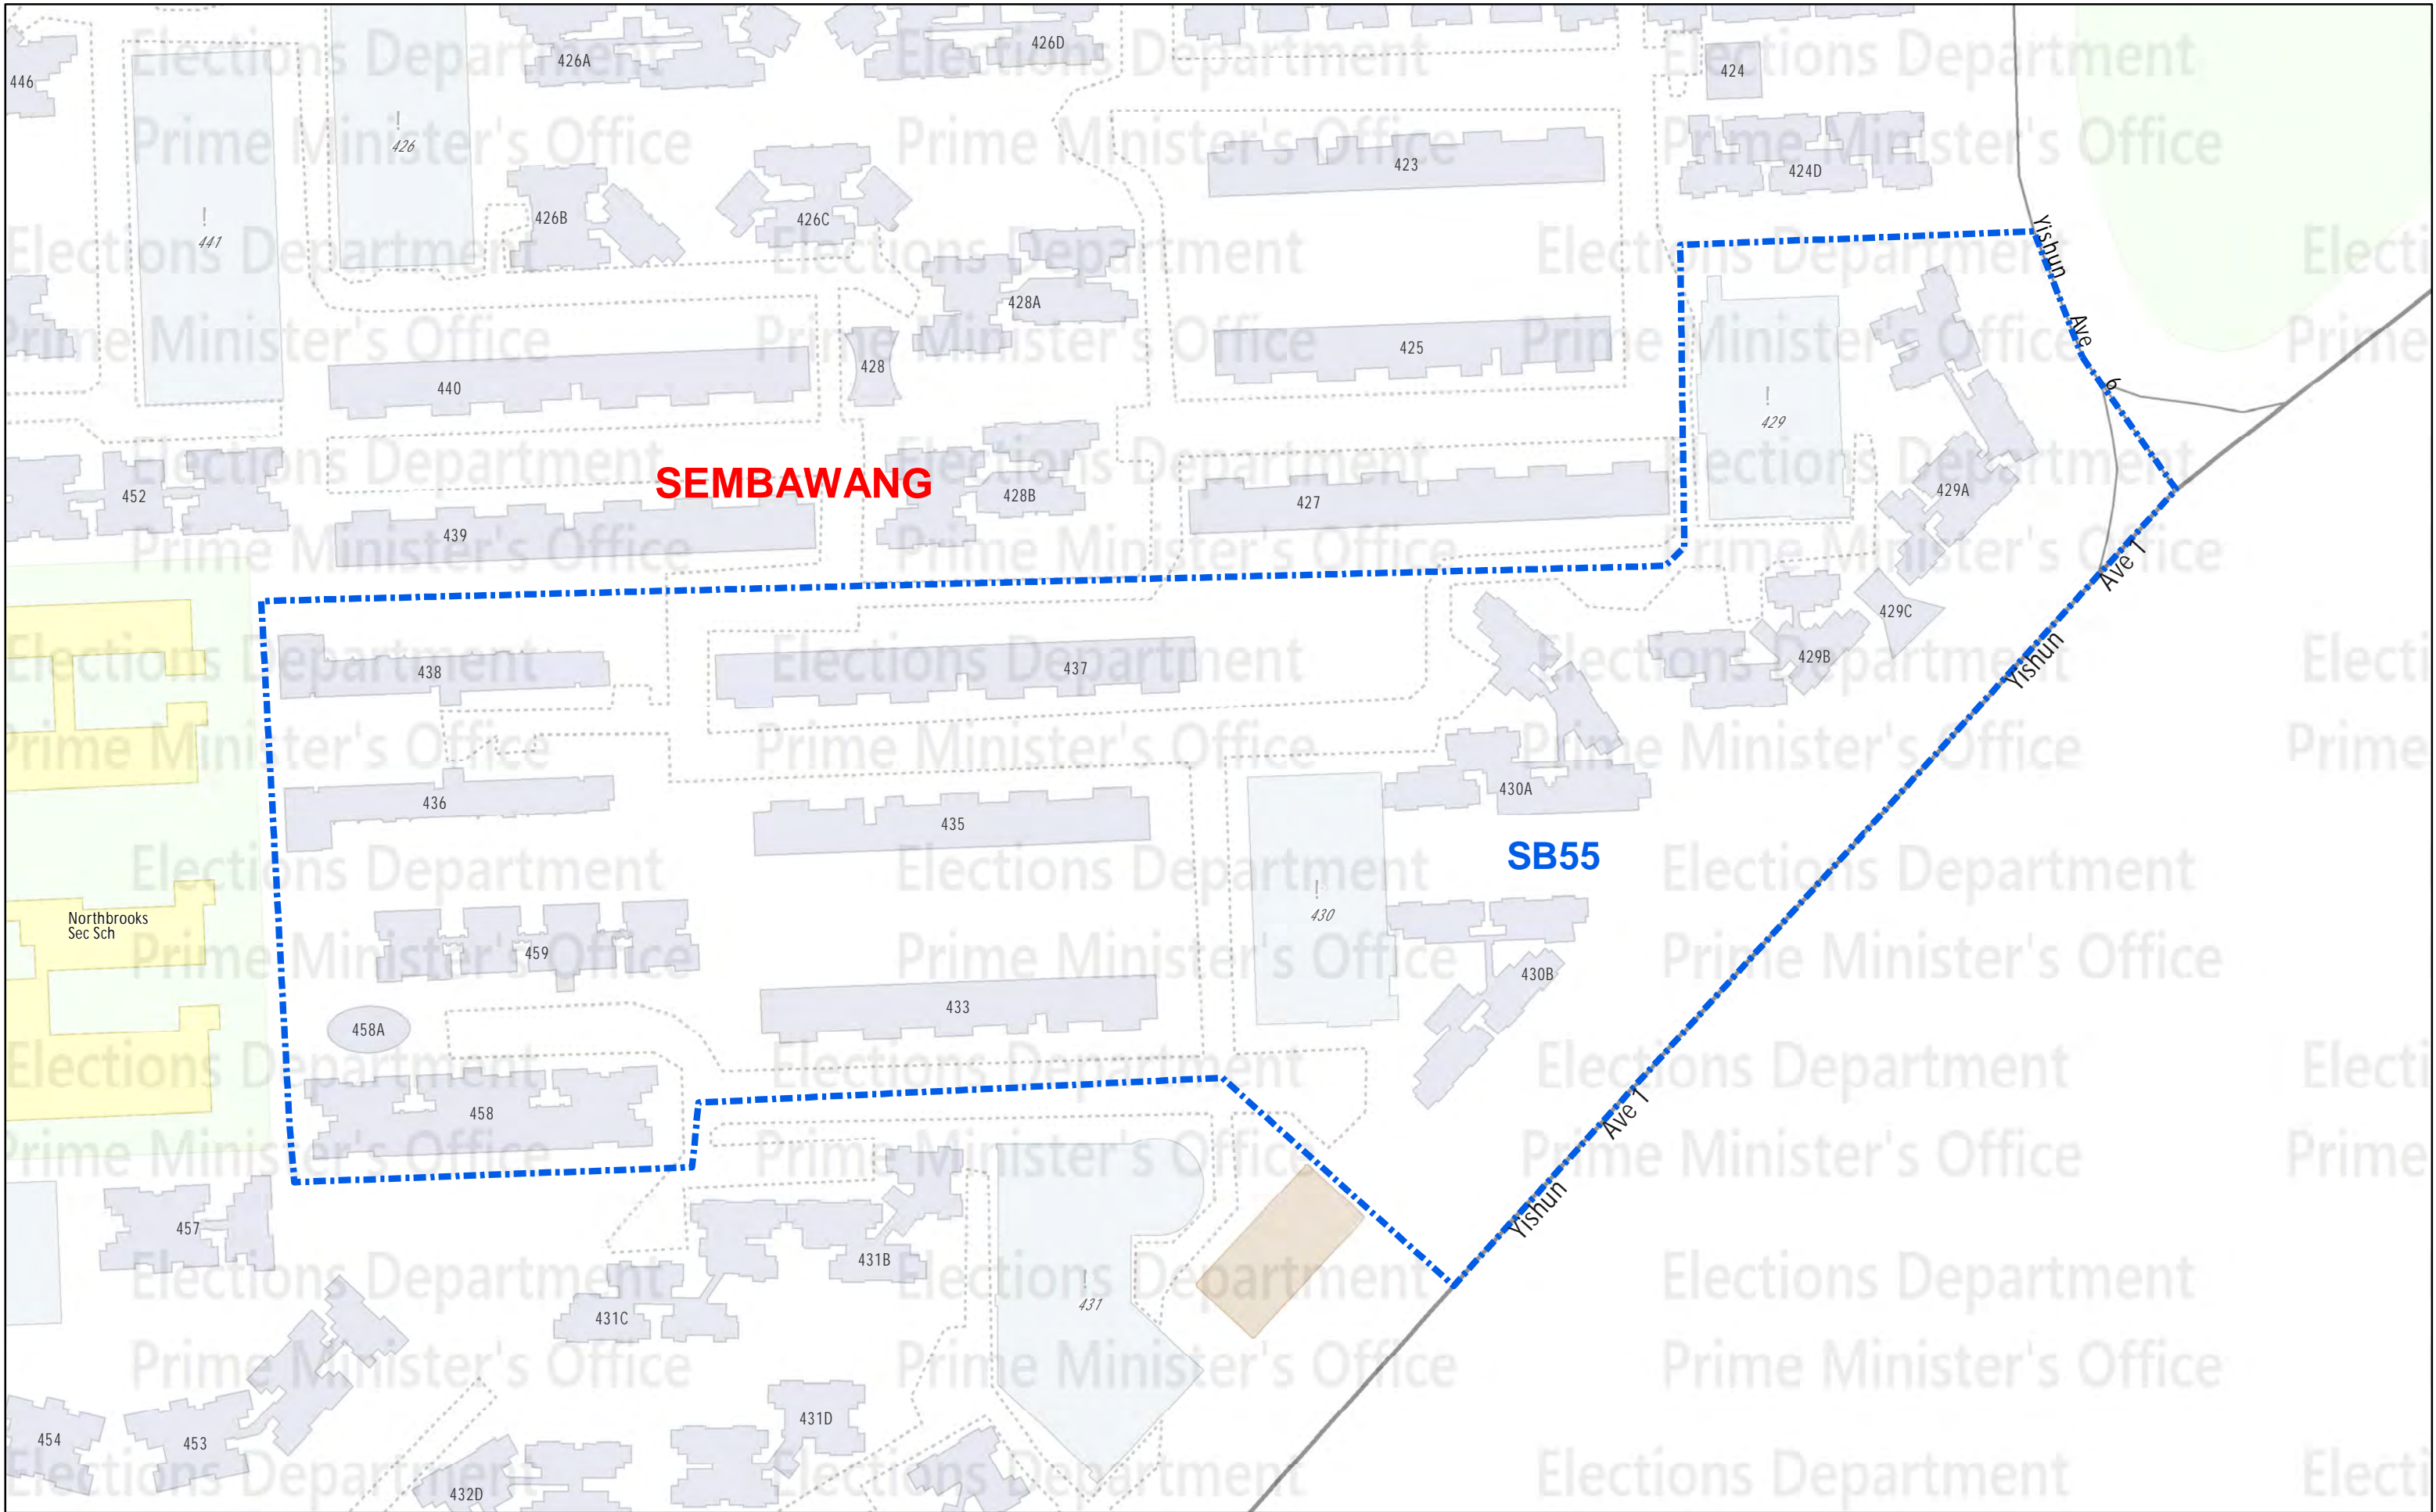 426A
426D
446
424
426
423
424D
426B
426C
441
428A
425
428
440
429
452
428B
427
429A
SEMBAWANG
439
Yishun Ave 6
Yishun Ave 1
429C
438
437
429B
436
430A
435
SB55
Northbrooks
Sec Sch
459
430
430B
433
458A
458
Yishun Ave 1
457
431B
431C
431
431D
454
453
432D
Elections Department
Prime Minister's Office